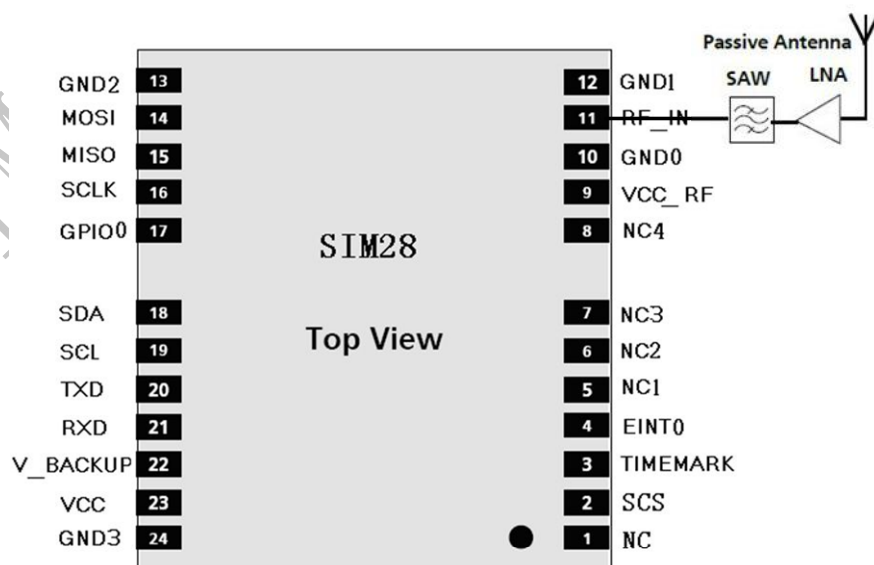 Passive Antenna
SAW
LNA
GND2 13
MOSI 14
MISO 15
SCLK 16
GPIO0 17
SDA 18
SCL 19
TXD 20
RXD 21
V_BACKUP 22
VCC 23
GND3 24
SIM28
Top View
12 GND1
11 RF_IN
10 GND0
9 VCC_RF
8 NC4
7 NC3
6 NC2
5 NC1
4 EINT0
3 TIMEMARK
2 SCS
1 NC